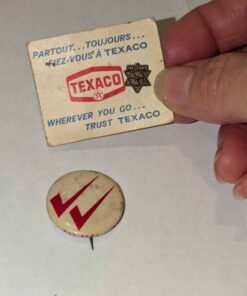 PARTOUT...TOUJOURS...
FIEZ-VOUS À TEXACO
TEXACO
WHEREVER YOU GO...
TRUST TEXACO